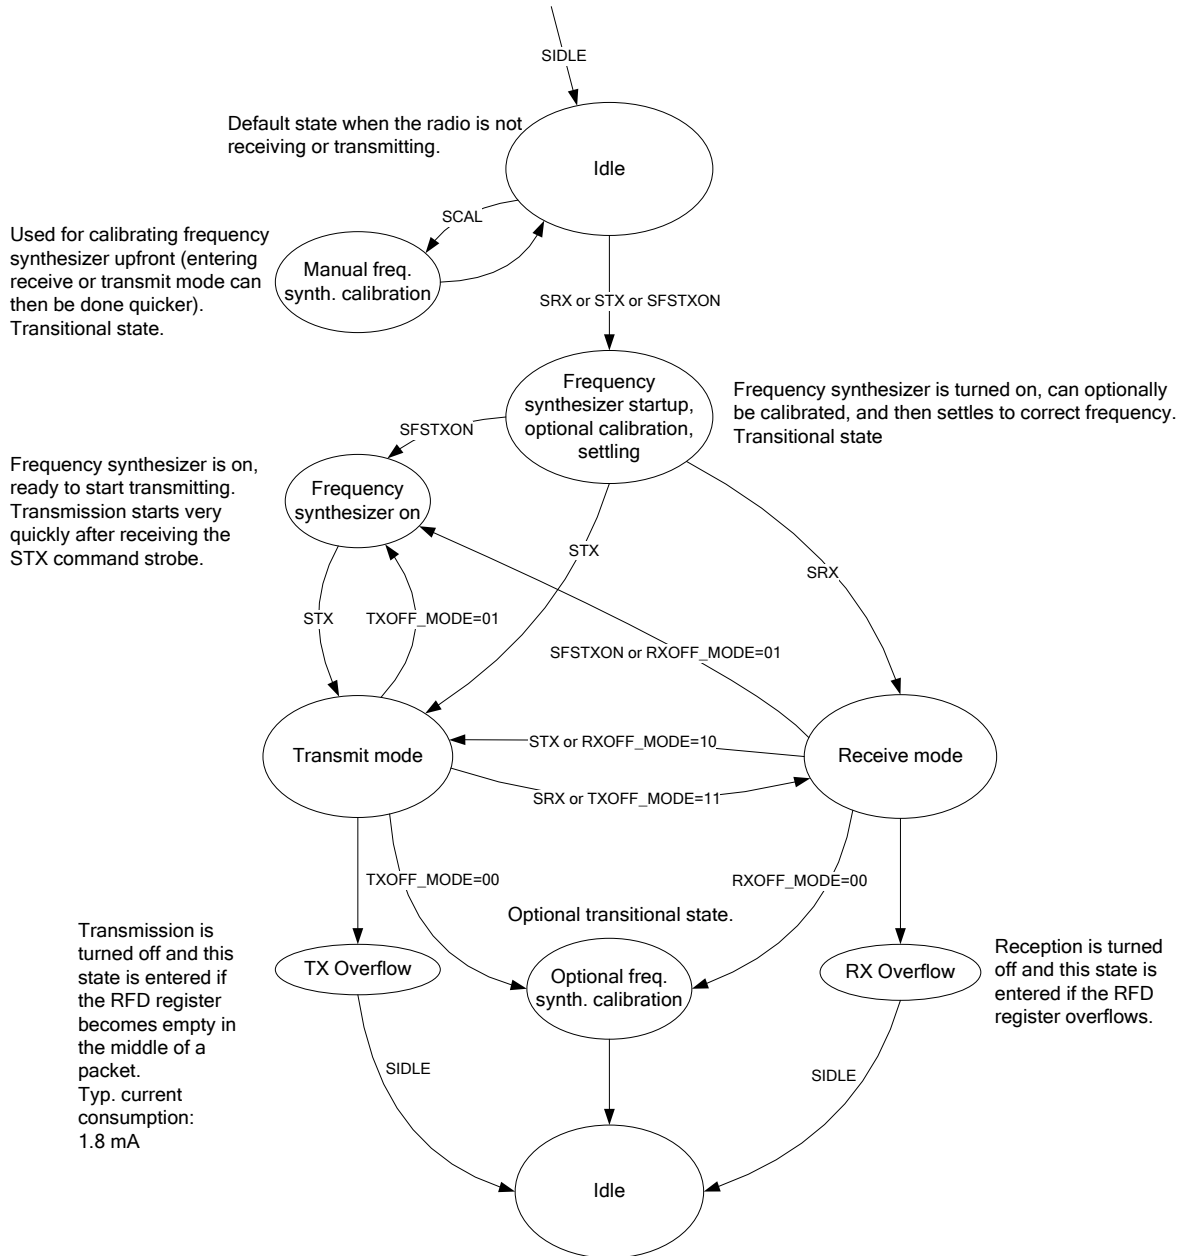 SIDLE
Default state when the radio is not
receiving or transmitting.
Idle
SCAL
Used for calibrating frequency
synthesizer upfront (entering
receive or transmit mode can
then be done quicker).
Transitional state.
Manual freq.
synth. calibration
SRX or STX or SFSTXON
Frequency
synthesizer startup,
optional calibration,
settling
Frequency synthesizer is turned on, can optionally
be calibrated, and then settles to correct frequency.
Transitional state
SFSTXON
Frequency synthesizer is on,
ready to start transmitting.
Transmission starts very
quickly after receiving the
STX command strobe.
Frequency
synthesizer on
STX
SRX
STX
TXOFF_MODE=01
SFSTXON or RXOFF_MODE=01
Transmit mode
STX or RXOFF_MODE=10
Receive mode
SRX or TXOFF_MODE=11
TXOFF_MODE=00
RXOFF_MODE=00
Optional transitional state.
Transmission is
turned off and this
state is entered if
the RFD register
becomes empty in
the middle of a
packet.
Typ. current
consumption:
1.8 mA
TX Overflow
Optional freq.
synth. calibration
RX Overflow
Reception is turned
off and this state is
entered if the RFD
register overflows.
SIDLE
SIDLE
Idle